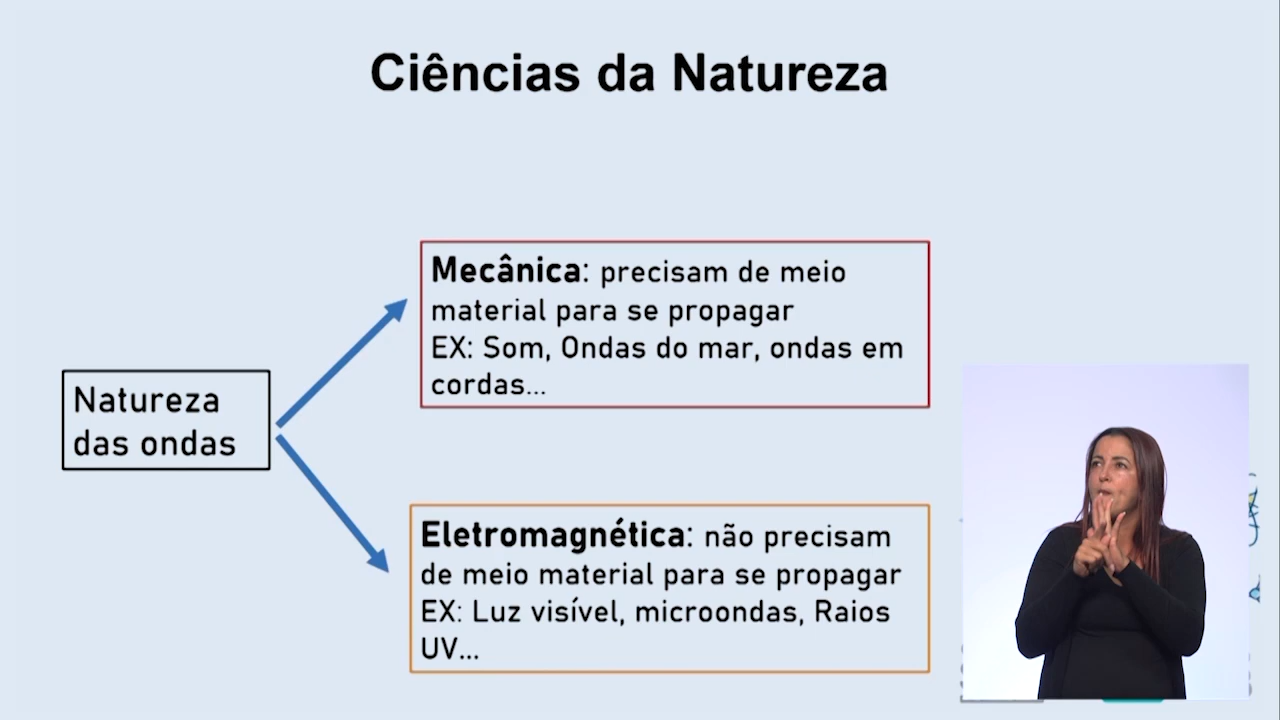 Ciências da Natureza
Mecânica: precisam de meio
material para se propagar
EX: Som, Ondas do mar, ondas em
cordas...
Natureza
das ondas
Eletromagnética: não precisam
de meio material para se propagar
EX: Luz visível, microondas, Raios
UV...